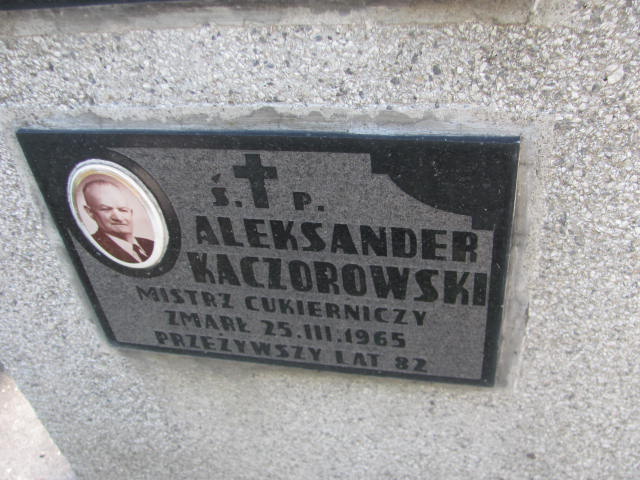 Ś. P.
ALEKSANDER
KACZOROWSKI
MISTRZ CUKIERNICZY
ZMARŁ 25.III.1965
PRZEŻYWSZY LAT 82